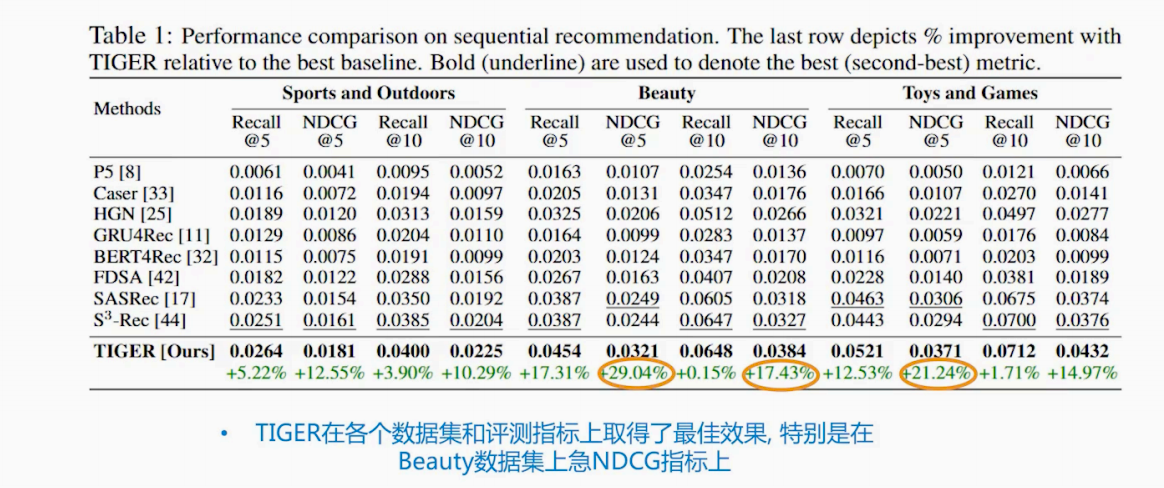 Table 1: Performance comparison on sequential recommendation. The last row depicts % improvement with
TIGER relative to the best baseline. Bold (underline) are used to denote the best (second-best) metric.
Methods Sports and Outdoors Beauty Toys and Games
Recall @5 NDCG @5 Recall @10 NDCG @10 Recall @5 NDCG @5 Recall @10 NDCG @10 Recall @5 NDCG @5 Recall @10 NDCG @10
P5 [8] 0.0061 0.0041 0.0095 0.0052 0.0163 0.0107 0.0254 0.0136 0.0070 0.0050 0.0121 0.0066
Caser [33] 0.0116 0.0072 0.0194 0.0097 0.0205 0.0131 0.0347 0.0176 0.0166 0.0107 0.0270 0.0141
HGN [25] 0.0189 0.0120 0.0313 0.0159 0.0325 0.0206 0.0512 0.0266 0.0321 0.0221 0.0497 0.0277
GRU4Rec [11] 0.0129 0.0086 0.0204 0.0110 0.0164 0.0099 0.0283 0.0137 0.0097 0.0059 0.0176 0.0084
BERT4Rec [32] 0.0115 0.0075 0.0191 0.0099 0.0203 0.0124 0.0347 0.0170 0.0116 0.0071 0.0203 0.0099
FDSA [42] 0.0182 0.0122 0.0288 0.0156 0.0267 0.0163 0.0407 0.0208 0.0228 0.0140 0.0381 0.0189
SASRec [17] 0.0233 0.0154 0.0350 0.0192 0.0387 0.0249 0.0605 0.0318 0.0463 0.0306 0.0675 0.0374
S³-Rec [44] 0.0251 0.0161 0.0385 0.0204 0.0387 0.0244 0.0647 0.0327 0.0443 0.0294 0.0700 0.0376
TIGER [Ours] 0.0264 0.0181 0.0400 0.0225 0.0454 0.0321 0.0648 0.0384 0.0521 0.0371 0.0712 0.0432
+5.22% +12.55% +3.90% +10.29% +17.31% +29.04% +0.15% +17.43% +12.53% +21.24% +1.71% +14.97%
• TIGER在各个数据集和评测指标上取得了最佳效果, 特别是在
Beauty数据集上急NDCG指标上